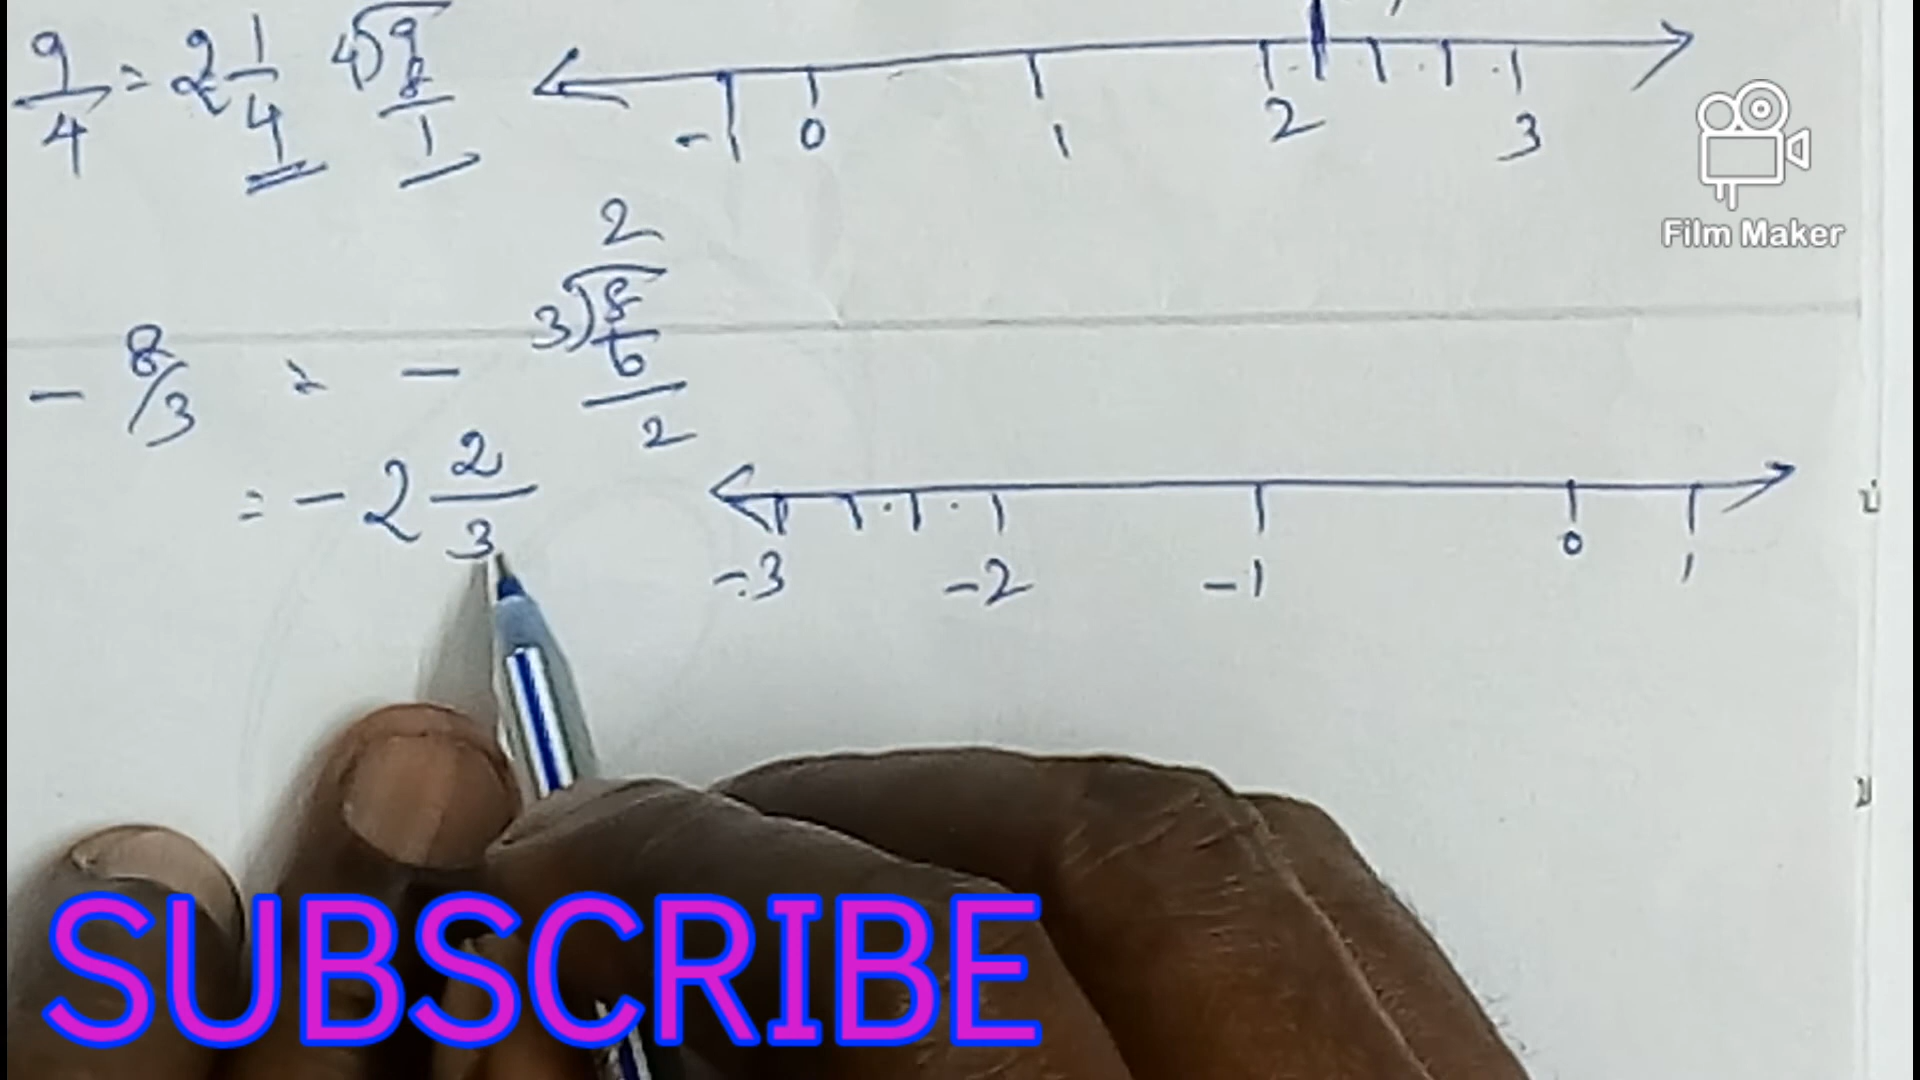 9/4 = 2 1/4 4)9 8 1
-1 0 1 2 3
Film Maker
2
- 8/3 = - 3)8 6 2
= - 2 2/3
-3 -2 -1 0 1
SUBSCRIBE